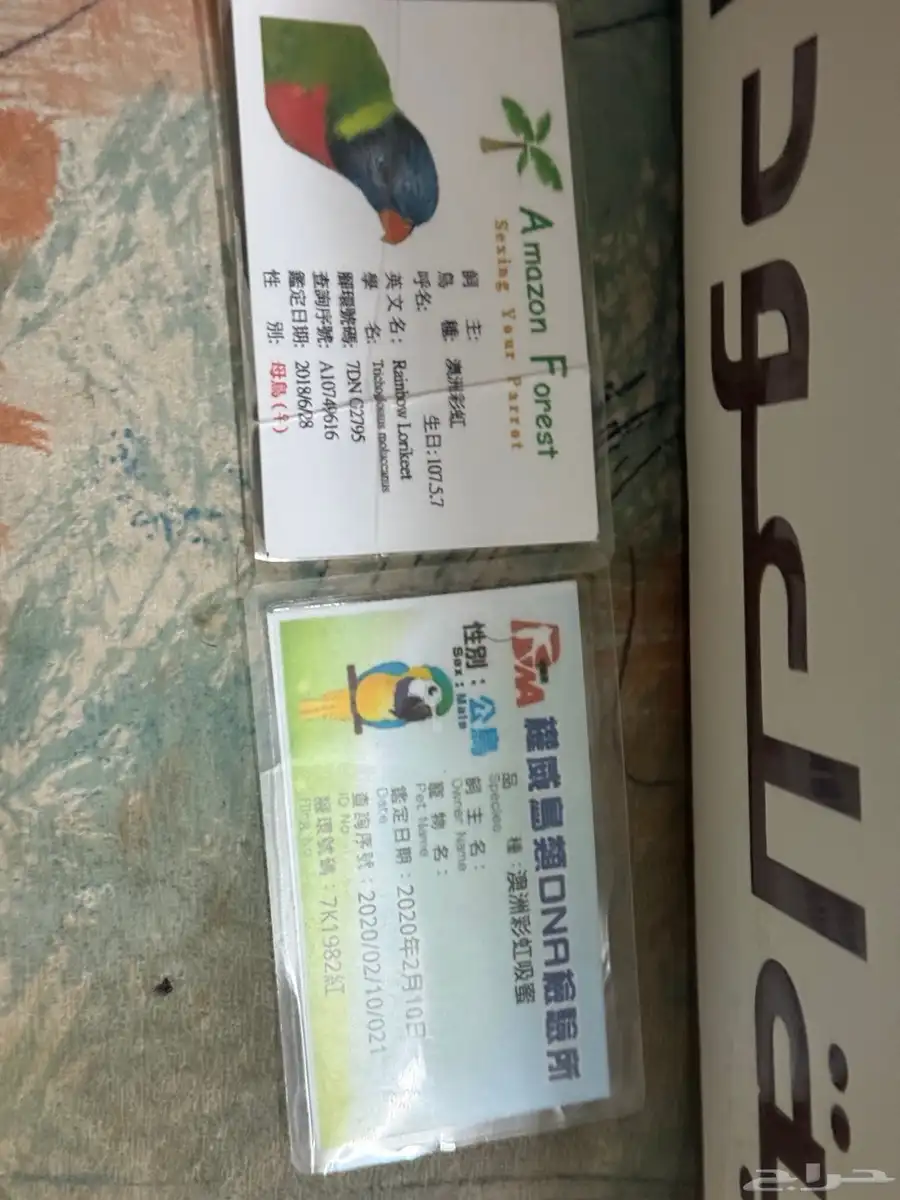 Amazon Forest
Sexing Your Parrot
飼 主:
鳥 種: 澳洲彩虹
呼名: 生日:107.5.7
英文名: Rainbow Lorikeet
學 名: Trichoglossus moluccanus
腳環號碼: 7DN C2795
查詢序號: A10749616
鑑定日期: 2018/6/28
性 別: 母鳥(♀)
鳥類DNA檢驗所
性別:公鳥
Sex:Male
品 種:澳洲彩虹吸蜜
Species
飼主名:
Owner Name
寵物名:
Pet Name
鑑定日期:2020年2月10日
Date
查詢序號:2020/02/10/021
ID No
腳環號碼:7K1982紅
حراج